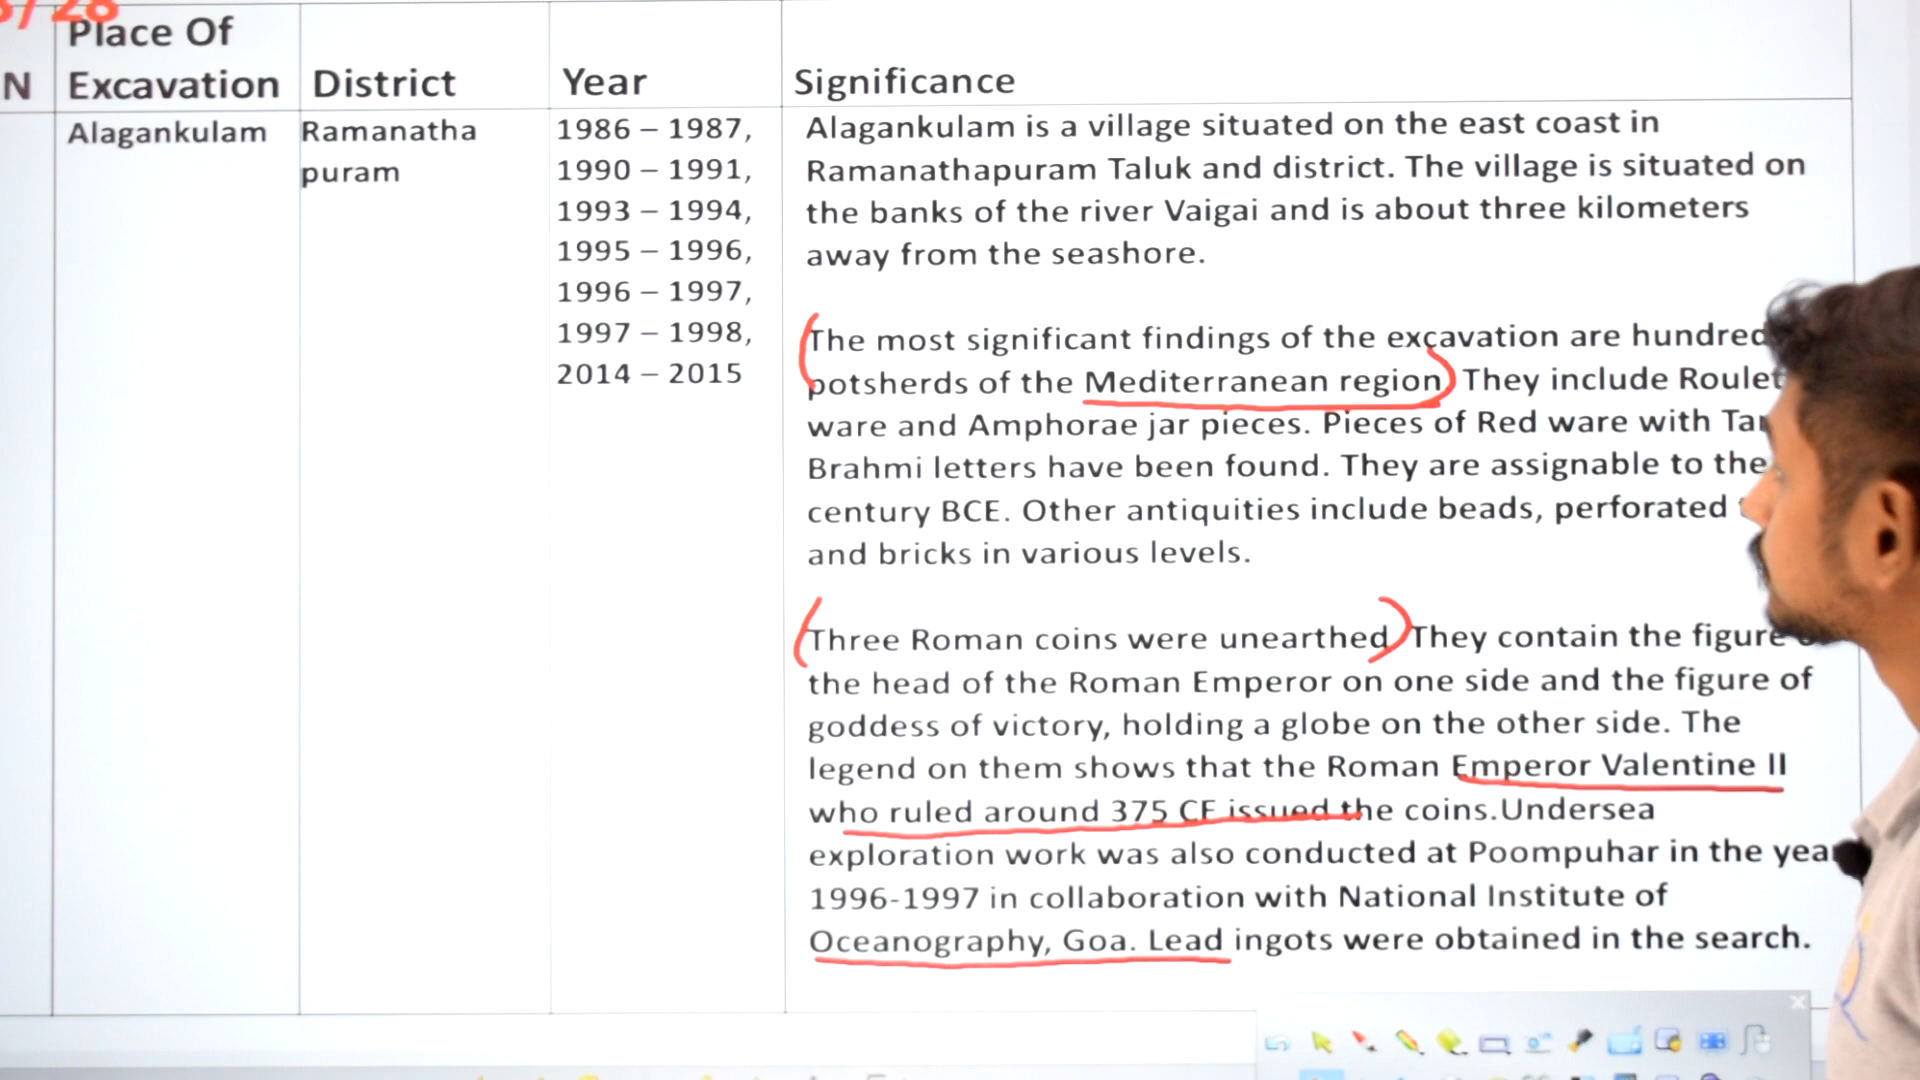 3/28
Place Of
N Excavation District Year Significance
Alagankulam Ramanatha 1986 – 1987, Alagankulam is a village situated on the east coast in
puram 1990 – 1991, Ramanathapuram Taluk and district. The village is situated on
1993 – 1994, the banks of the river Vaigai and is about three kilometers
1995 – 1996, away from the seashore.
1996 – 1997,
1997 – 1998, The most significant findings of the excavation are hundred
2014 – 2015 potsherds of the Mediterranean region They include Roulet
ware and Amphorae jar pieces. Pieces of Red ware with
Brahmi letters have been found. They are assignable to the
century BCE. Other antiquities include beads, perforated
and bricks in various levels.
Three Roman coins were unearthed They contain the figure
the head of the Roman Emperor on one side and the figure of
goddess of victory, holding a globe on the other side. The
legend on them shows that the Roman Emperor Valentine II
who ruled around 375 CE issued the coins.Undersea
exploration work was also conducted at Poompuhar in the year
1996-1997 in collaboration with National Institute of
Oceanography, Goa. Lead ingots were obtained in the search.